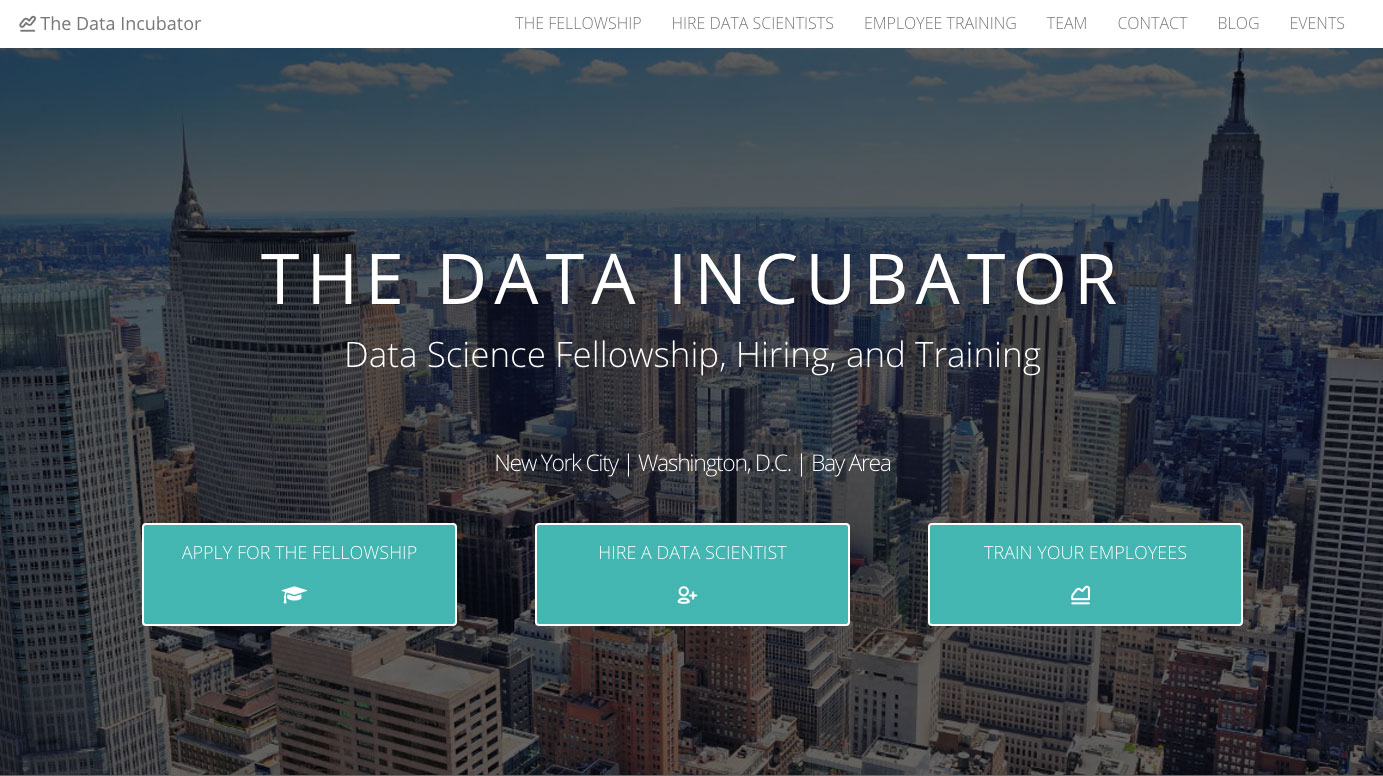 The Data Incubator
THE FELLOWSHIP HIRE DATA SCIENTISTS EMPLOYEE TRAINING TEAM CONTACT BLOG EVENTS
THE DATA INCUBATOR
Data Science Fellowship, Hiring, and Training
New York City | Washington, D.C. | Bay Area
APPLY FOR THE FELLOWSHIP
HIRE A DATA SCIENTIST
TRAIN YOUR EMPLOYEES